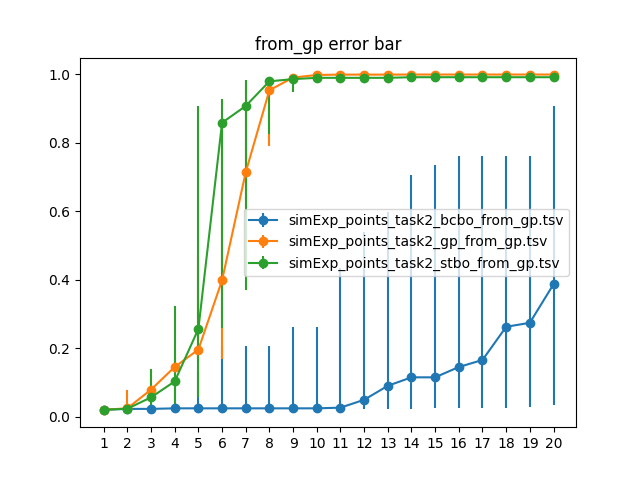 from_gp error bar
1.0
0.8
0.6
0.4
0.2
0.0
simExp_points_task2_bcbo_from_gp.tsv
simExp_points_task2_gp_from_gp.tsv
simExp_points_task2_stbo_from_gp.tsv
1 2 3 4 5 6 7 8 9 10 11 12 13 14 15 16 17 18 19 20